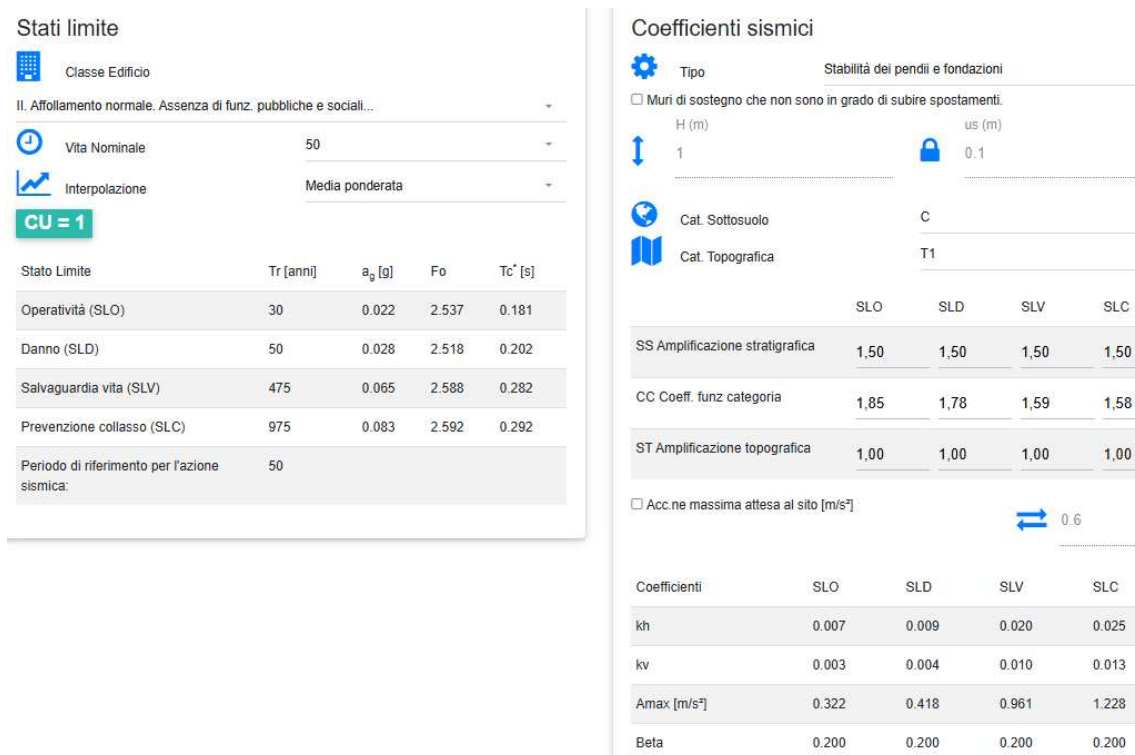 Stati limite
Classe Edificio
II. Affollamento normale. Assenza di funz. pubbliche e sociali...
Vita Nominale 50
Interpolazione Media ponderata
CU = 1
Stato Limite Tr [anni] ag [g] Fo Tc* [s]
Operatività (SLO) 30 0.022 2.537 0.181
Danno (SLD) 50 0.028 2.518 0.202
Salvaguardia vita (SLV) 475 0.065 2.588 0.282
Prevenzione collasso (SLC) 975 0.083 2.592 0.292
Periodo di riferimento per l'azione 50
sismica:
Coefficienti sismici
Tipo Stabilità dei pendii e fondazioni
Muri di sostegno che non sono in grado di subire spostamenti.
H (m) us (m)
1 0.1
Cat. Sottosuolo C
Cat. Topografica T1
SLO SLD SLV SLC
SS Amplificazione stratigrafica 1,50 1,50 1,50 1,50
CC Coeff. funz categoria 1,85 1,78 1,59 1,58
ST Amplificazione topografica 1,00 1,00 1,00 1,00
Acc.ne massima attesa al sito [m/s²]
0.6
Coefficienti SLO SLD SLV SLC
kh 0.007 0.009 0.020 0.025
kv 0.003 0.004 0.010 0.013
Amax [m/s²] 0.322 0.418 0.961 1.228
Beta 0.200 0.200 0.200 0.200